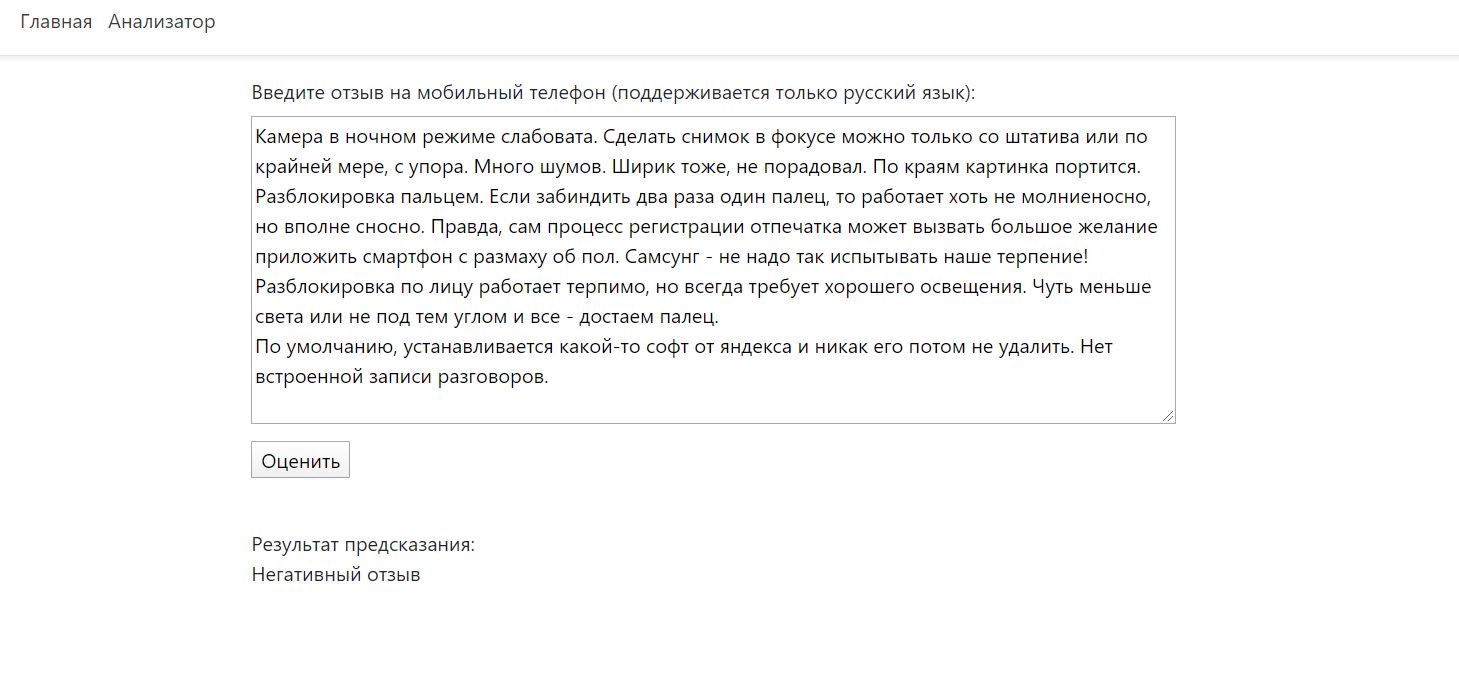 Главная Анализатор
Введите отзыв на мобильный телефон (поддерживается только русский язык):
Камера в ночном режиме слабовата. Сделать снимок в фокусе можно только со штатива или по
крайней мере, с упора. Много шумов. Ширик тоже, не порадовал. По краям картинка портится.
Разблокировка пальцем. Если забиндить два раза один палец, то работает хоть не молниеносно,
но вполне сносно. Правда, сам процесс регистрации отпечатка может вызвать большое желание
приложить смартфон с размаху об пол. Самсунг - не надо так испытывать наше терпение!
Разблокировка по лицу работает терпимо, но всегда требует хорошего освещения. Чуть меньше
света или не под тем углом и все - достаем палец.
По умолчанию, устанавливается какой-то софт от яндекса и никак его потом не удалить. Нет
встроенной записи разговоров.
Оценить
Результат предсказания:
Негативный отзыв